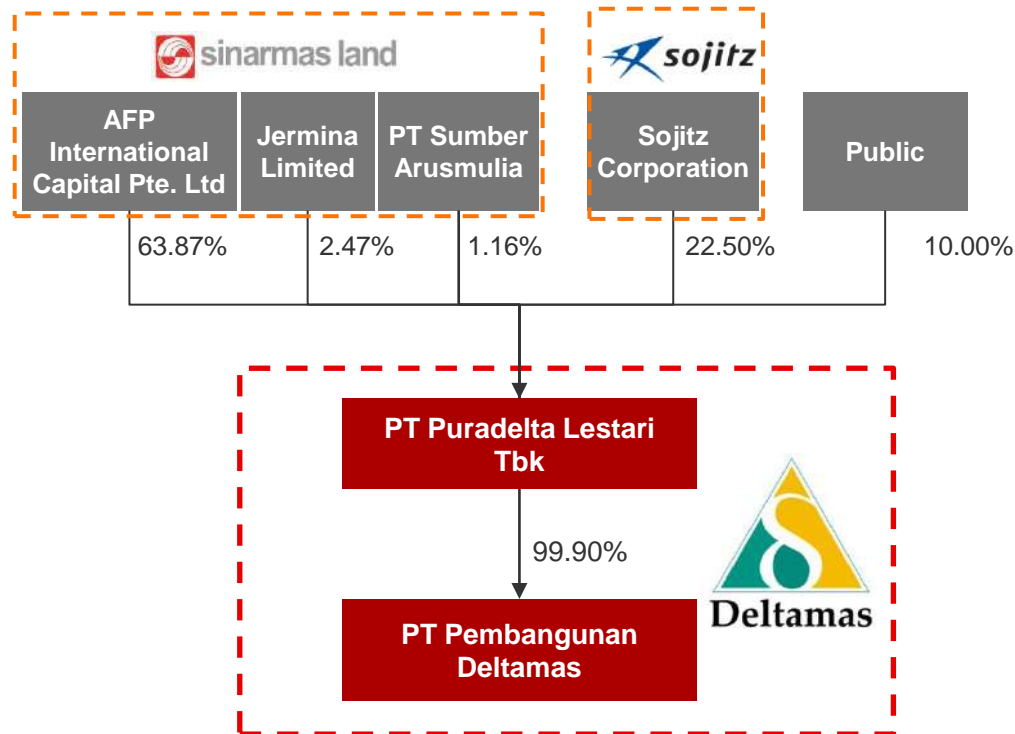 sinarmas land
sojitz
AFP
International
Capital Pte. Ltd
Jermina
Limited
PT Sumber
Arusmulia
Sojitz
Corporation
Public
63.87%
2.47%
1.16%
22.50%
10.00%
PT Puradelta Lestari
Tbk
99.90%
Deltamas
PT Pembangunan
Deltamas